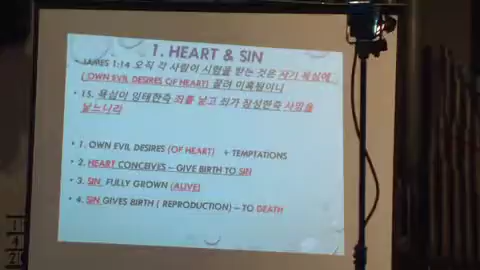 1. HEART & SIN
JAMES 1:14 오직 각 사람이 시험을 받는 것은 자기 욕심에
(OWN EVIL DESIRES OF HEART) 끌려 미혹됨이니
15. 욕심이 잉태한즉 죄를 낳고 죄가 장성한즉 사망을
낳느니라
1. OWN EVIL DESIRES (OF HEART) + TEMPTATIONS
2. HEART CONCEIVES – GIVE BIRTH TO SIN
3. SIN FULLY GROWN (ALIVE)
4. SIN GIVES BIRTH ( REPRODUCTION) – TO DEATH
1
4
2